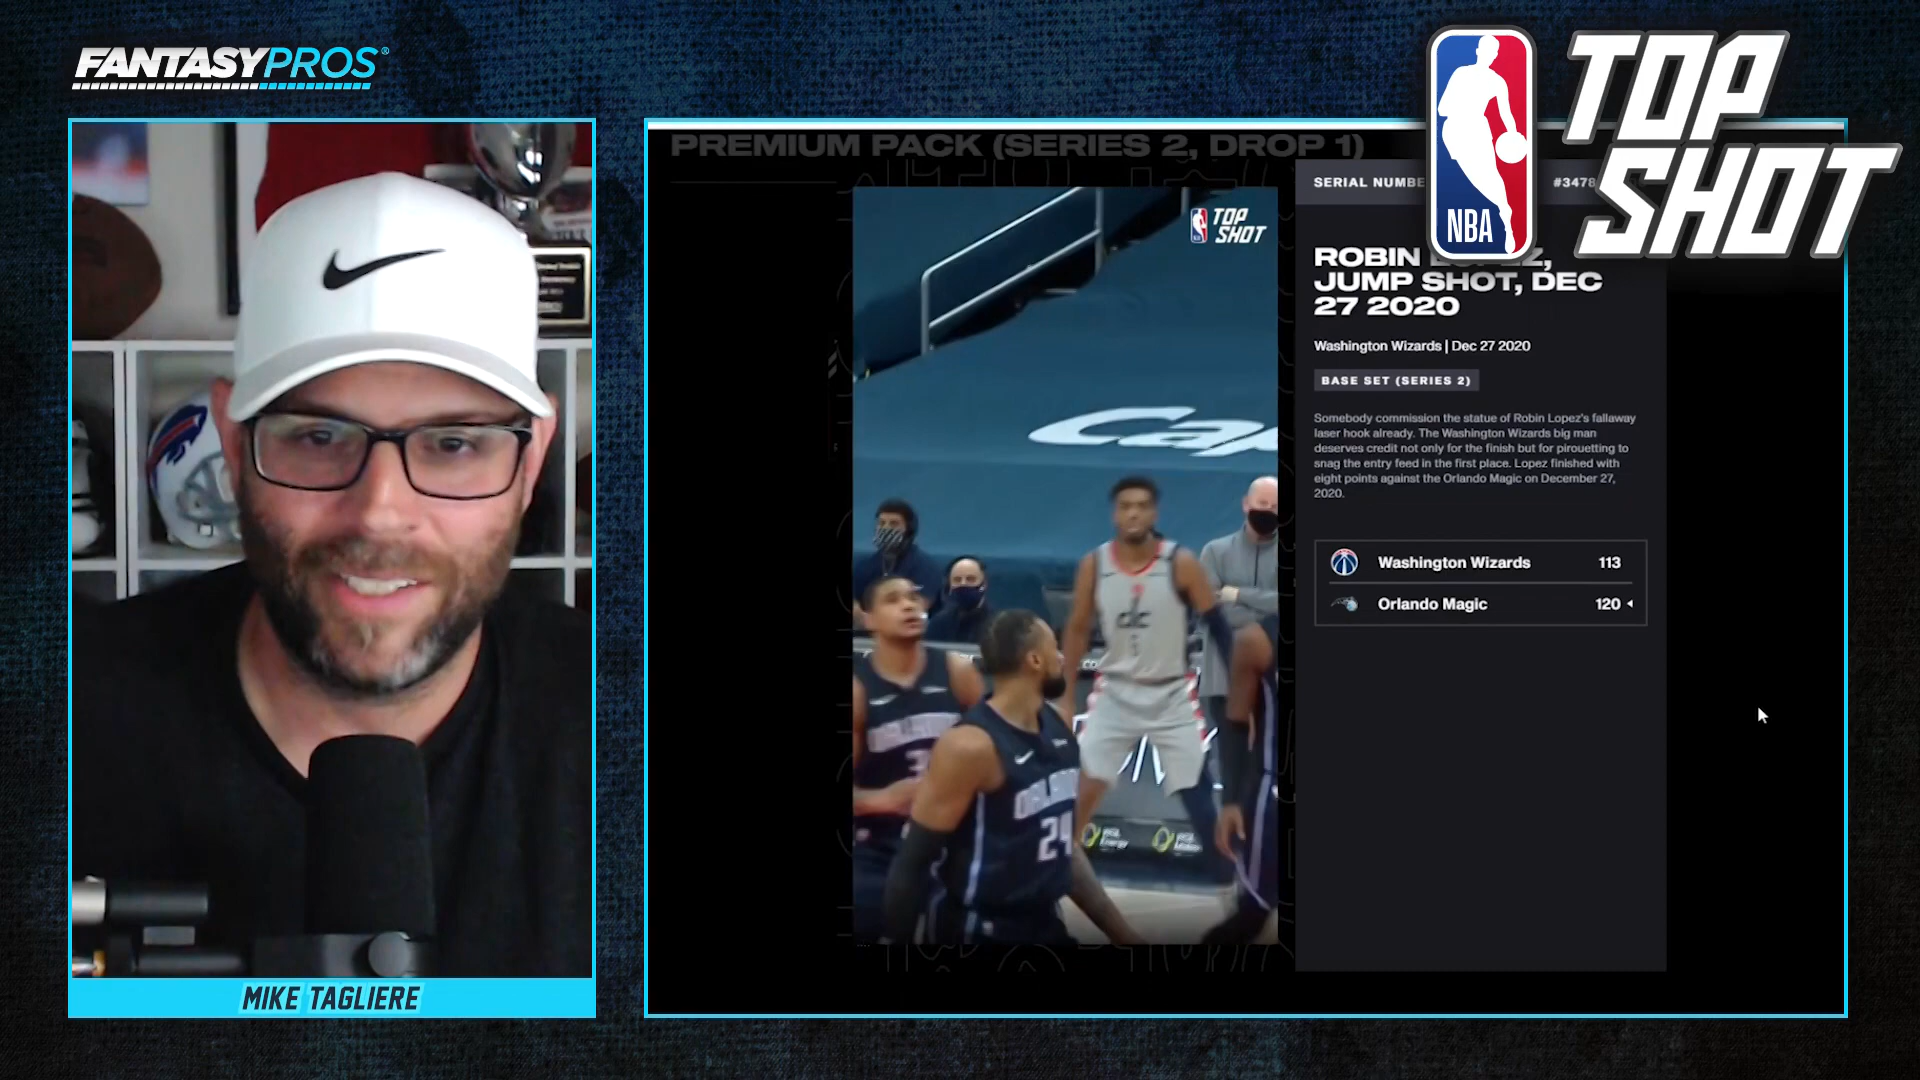 FANTASYPROS®
TOP
SHOT
NBA
PREMIUM PACK (SERIES 2, DROP 1)
SERIAL NUMBE
#3478
TOP
SHOT
ROBIN
JUMP SHOT, DEC
27 2020
Washington Wizards | Dec 27 2020
BASE SET (SERIES 2)
Somebody commission the statue of Robin Lopez's fallaway
laser hook already. The Washington Wizards big man
deserves credit not only for the finish but for pirouetting to
snag the entry feed in the first place. Lopez finished with
eight points against the Orlando Magic on December 27,
2020.
Washington Wizards 113
Orlando Magic 120
Cap
dc
ORLANDO
24
MIKE TAGLIERE